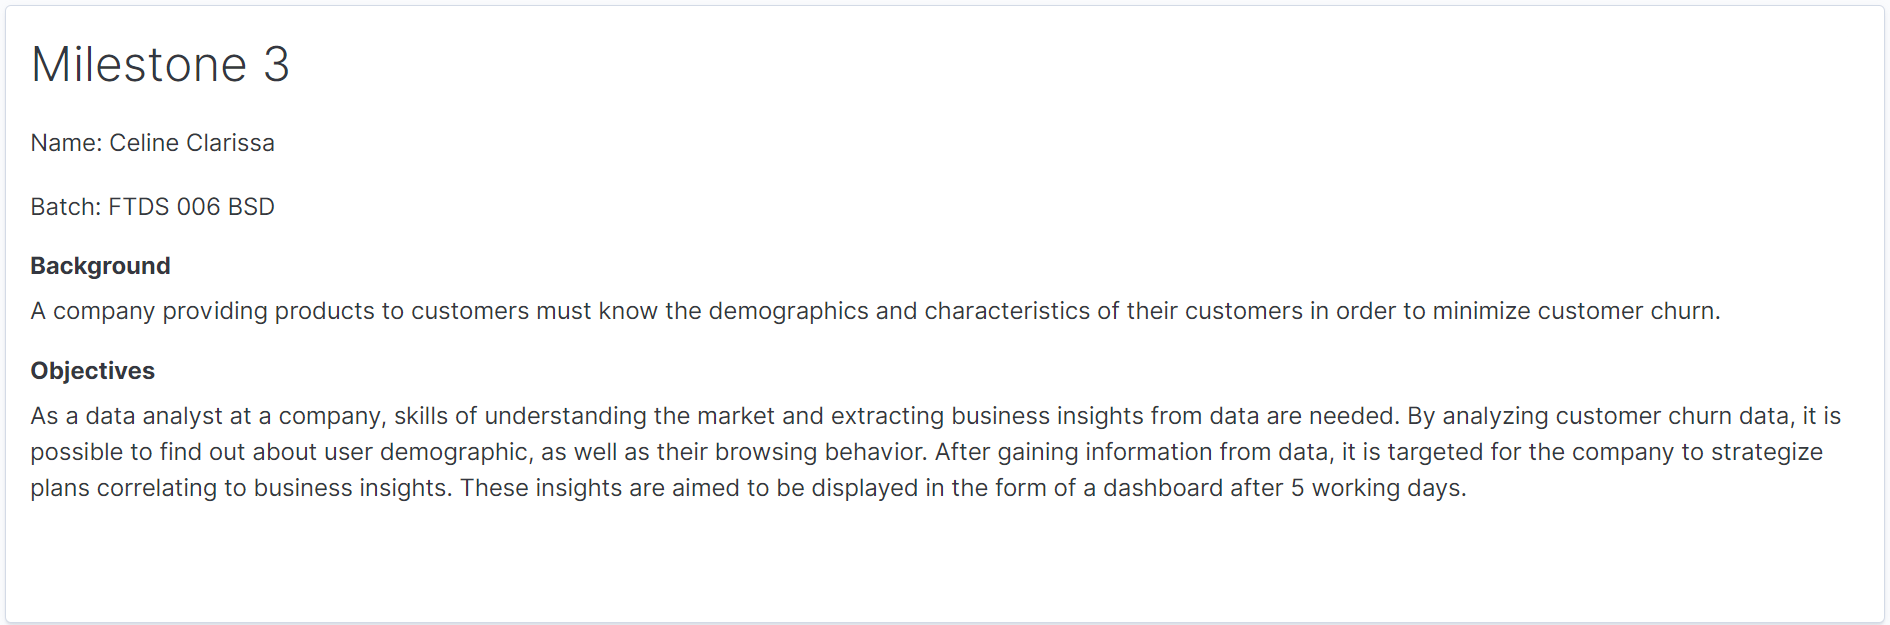 Milestone 3
Name: Celine Clarissa
Batch: FTDS 006 BSD
Background
A company providing products to customers must know the demographics and characteristics of their customers in order to minimize customer churn.
Objectives
As a data analyst at a company, skills of understanding the market and extracting business insights from data are needed. By analyzing customer churn data, it is
possible to find out about user demographic, as well as their browsing behavior. After gaining information from data, it is targeted for the company to strategize
plans correlating to business insights. These insights are aimed to be displayed in the form of a dashboard after 5 working days.